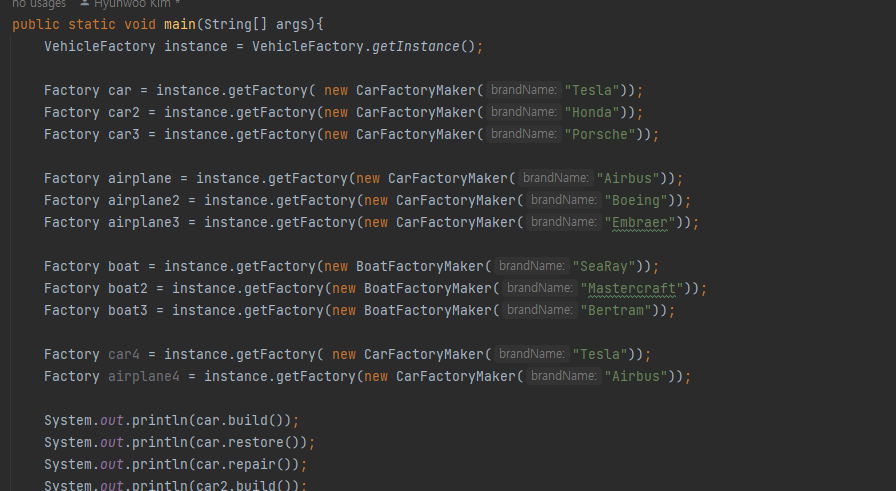 no usages Hyunwoo Kim *
public static void main(String[] args){
VehicleFactory instance = VehicleFactory.getInstance();
Factory car = instance.getFactory( new CarFactoryMaker( brandName: "Tesla"));
Factory car2 = instance.getFactory(new CarFactoryMaker( brandName: "Honda"));
Factory car3 = instance.getFactory(new CarFactoryMaker( brandName: "Porsche"));
Factory airplane = instance.getFactory(new CarFactoryMaker( brandName: "Airbus"));
Factory airplane2 = instance.getFactory(new CarFactoryMaker( brandName: "Boeing"));
Factory airplane3 = instance.getFactory(new CarFactoryMaker( brandName: "Embraer"));
Factory boat = instance.getFactory(new BoatFactoryMaker( brandName: "SeaRay"));
Factory boat2 = instance.getFactory(new BoatFactoryMaker( brandName: "Mastercraft"));
Factory boat3 = instance.getFactory(new BoatFactoryMaker( brandName: "Bertram"));
Factory car4 = instance.getFactory( new CarFactoryMaker( brandName: "Tesla"));
Factory airplane4 = instance.getFactory(new CarFactoryMaker( brandName: "Airbus"));
System.out.println(car.build());
System.out.println(car.restore());
System.out.println(car.repair());
System.out.println(car2.build());